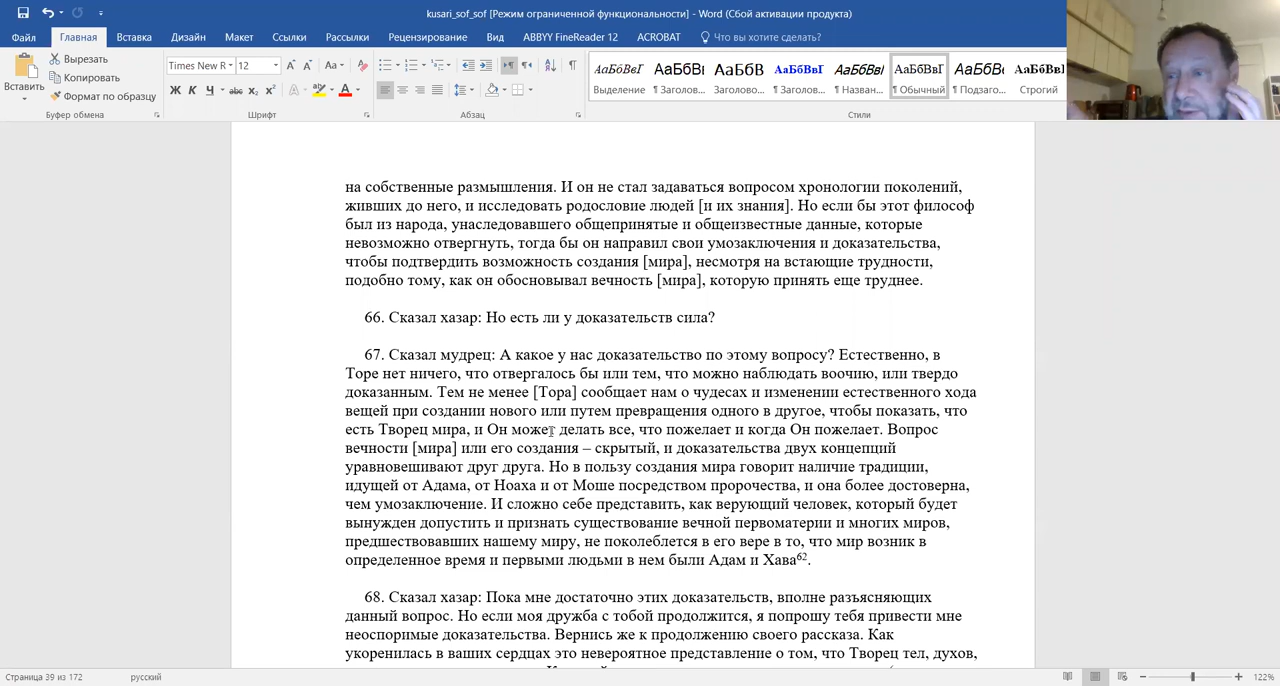 kusari_sof_sof [Режим ограниченной функциональности] - Word (Сбой активации продукта)
Файл Главная Вставка Дизайн Макет Ссылки Рассылки Рецензирование Вид ABBYY FineReader 12 ACROBAT Что вы хотите сделать?
Вставить
Вырезать
Копировать
Формат по образцу
Буфер обмена
Times New R 12
Ж К Ч abc x₂ x²
Шрифт
Абзац
АаБбВвГ АаБбВв АаБбВ АаБбВвГ АаБбВв АаБбВвГ АаБбВ АаБбВв
Выделение ¶ Заголов... Заголово... ¶ Заголов... ¶ Назван... ¶ Обычный ¶ Подзаго... Строгий
Стили
на собственные размышления. И он не стал задаваться вопросом хронологии поколений,
живших до него, и исследовать родословие людей [и их знания]. Но если бы этот философ
был из народа, унаследовавшего общепринятые и общеизвестные данные, которые
невозможно отвергнуть, тогда бы он направил свои умозаключения и доказательства,
чтобы подтвердить возможность создания [мира], несмотря на встающие трудности,
подобно тому, как он обосновывал вечность [мира], которую принять еще труднее.
66. Сказал хазар: Но есть ли у доказательств сила?
67. Сказал мудрец: А какое у нас доказательство по этому вопросу? Естественно, в
Торе нет ничего, что отвергалось бы или тем, что можно наблюдать воочию, или твердо
доказанным. Тем не менее [Тора] сообщает нам о чудесах и изменении естественного хода
вещей при создании нового или путем превращения одного в другое, чтобы показать, что
есть Творец мира, и Он может делать все, что пожелает и когда Он пожелает. Вопрос
вечности [мира] или его создания – скрытый, и доказательства двух концепций
уравновешивают друг друга. Но в пользу создания мира говорит наличие традиции,
идущей от Адама, от Ноаха и от Моше посредством пророчества, и она более достоверна,
чем умозаключение. И сложно себе представить, как верующий человек, который будет
вынужден допустить и признать существование вечной первоматерии и многих миров,
предшествовавших нашему миру, не поколеблется в его вере в то, что мир возник в
определенное время и первыми людьми в нем были Адам и Хава⁶².
68. Сказал хазар: Пока мне достаточно этих доказательств, вполне разъясняющих
данный вопрос. Но если моя дружба с тобой продолжится, я попрошу тебя привести мне
неоспоримые доказательства. Вернись же к продолжению своего рассказа. Как
укоренилась в ваших сердцах это невероятное представление о том, что Творец тел, духов,
Страница 39 из 172 русский 122%